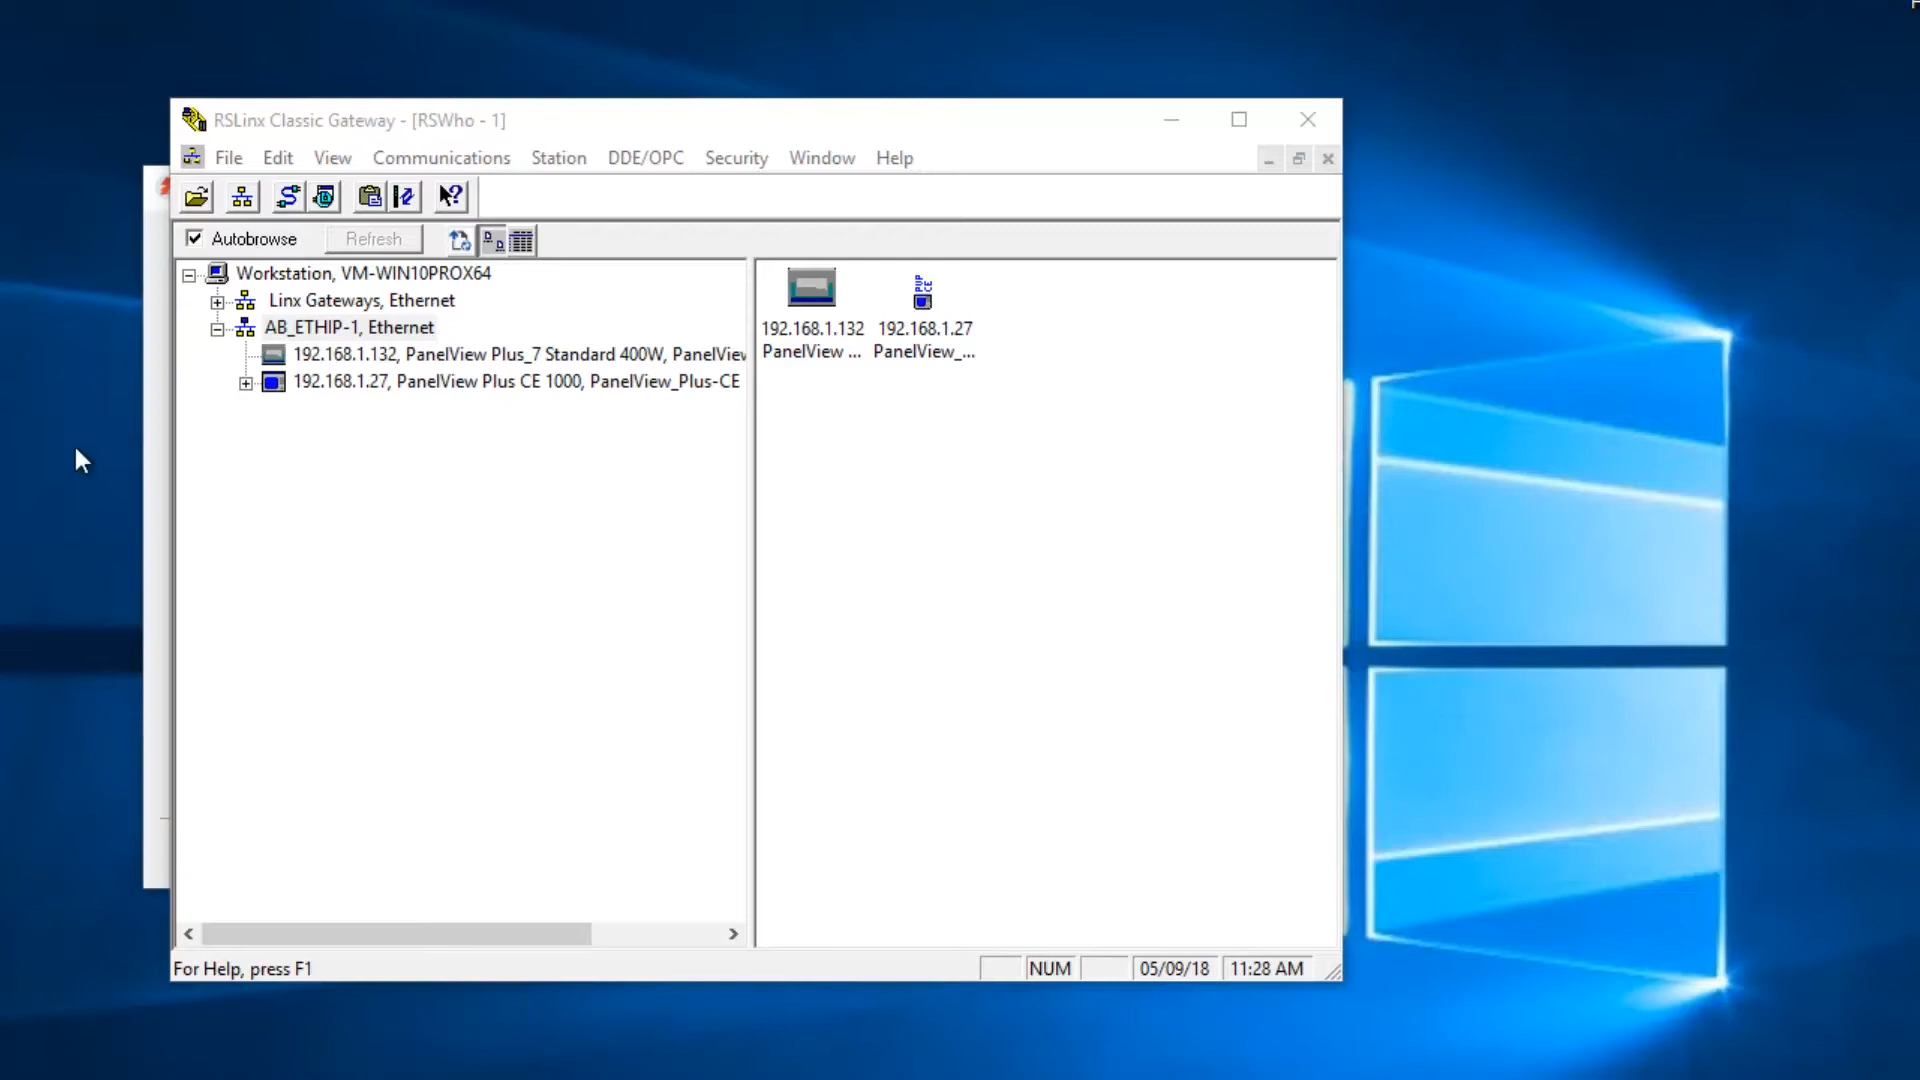 RSLinx Classic Gateway - [RSWho - 1]
File Edit View Communications Station DDE/OPC Security Window Help
Autobrowse Refresh
Workstation, VM-WIN10PROX64
Linx Gateways, Ethernet
AB_ETHIP-1, Ethernet
192.168.1.132, PanelView Plus_7 Standard 400W, PanelView
192.168.1.27, PanelView Plus CE 1000, PanelView_Plus-CE
PVP CE
192.168.1.132 192.168.1.27
PanelView ... PanelView_...
For Help, press F1
NUM 05/09/18 11:28 AM